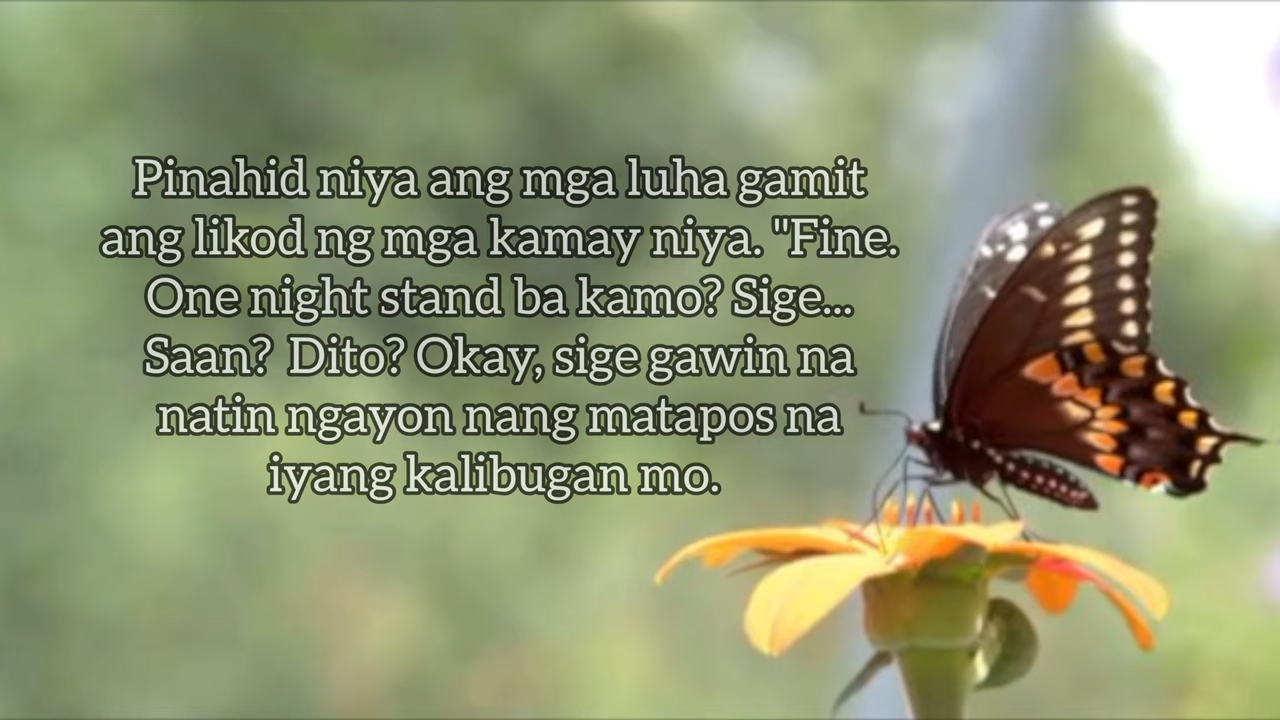 Pinahid niya ang mga luha gamit
ang likod ng mga kamay niya. "Fine.
One night stand ba kamo? Sige...
Saan? Dito? Okay, sige gawin na
natin ngayon nang matapos na
iyang kalibugan mo.